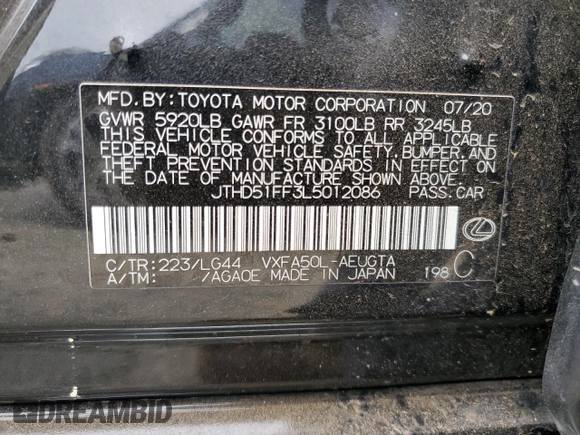 MFD.BY:TOYOTA MOTOR CORPORATION 07/20
GVWR 5920LB GAWR FR 3100LB RR 3245LB
THIS VEHICLE CONFORMS TO ALL APPLICABLE
FEDERAL MOTOR VEHICLE SAFETY,BUMPER,AND
THEFT PREVENTION STANDARDS IN EFFECT ON
THE DATE OF MANUFACTURE SHOWN ABOVE.
JTHD51FF3L5012086 PASS.CAR
C/TR:223/LG44 VXFA50L-AEUGTA
A/TM: /AGA0E MADE IN JAPAN 198 C
DREAMBID